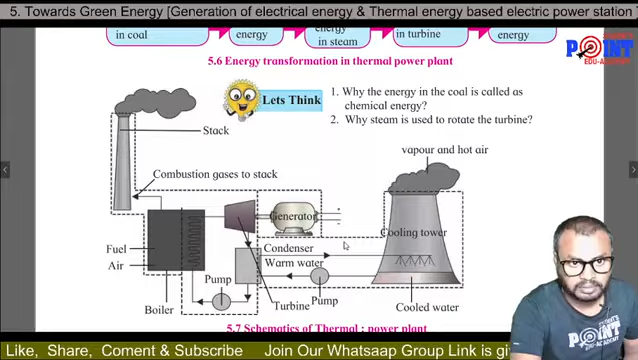 5. Towards Green Energy [Generation of electrical energy & Thermal energy based electric power station
in coal
energy
energy
in steam
in turbine
energy
POINT
EDU-ACADEMY
5.6 Energy transformation in thermal power plant
Lets Think
1. Why the energy in the coal is called as
chemical energy?
2. Why steam is used to rotate the turbine?
Stack
vapour and hot air
Combustion gases to stack
Generator
Cooling tower
Fuel
Air
Condenser
Warm water
Pump
Boiler
Turbine
Pump
Cooled water
5.7 Schematics of Thermal : power plant
Like, Share, Coment & Subscribe
Join Our Whatsaap Group Link is gi